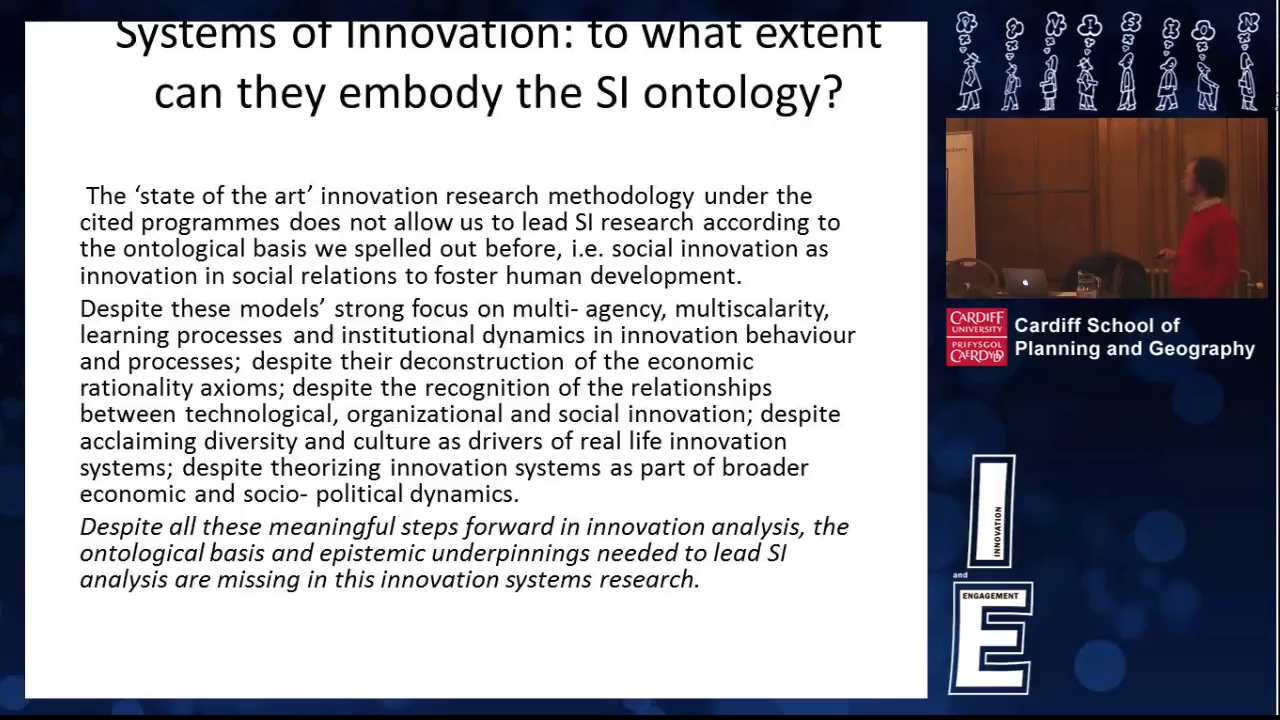 Systems of Innovation: to what extent
can they embody the SI ontology?
The ‘state of the art’ innovation research methodology under the
cited programmes does not allow us to lead SI research according to
the ontological basis we spelled out before, i.e. social innovation as
innovation in social relations to foster human development.
Despite these models’ strong focus on multi- agency, multiscalarity,
learning processes and institutional dynamics in innovation behaviour
and processes; despite their deconstruction of the economic
rationality axioms; despite the recognition of the relationships
between technological, organizational and social innovation; despite
acclaiming diversity and culture as drivers of real life innovation
systems; despite theorizing innovation systems as part of broader
economic and socio- political dynamics.
Despite all these meaningful steps forward in innovation analysis, the
ontological basis and epistemic underpinnings needed to lead SI
analysis are missing in this innovation systems research.
CARDIFF
UNIVERSITY
PRIFYSGOL
CAERDYDD
Cardiff School of
Planning and Geography
I
INNOVATION
and
ENGAGEMENT
E